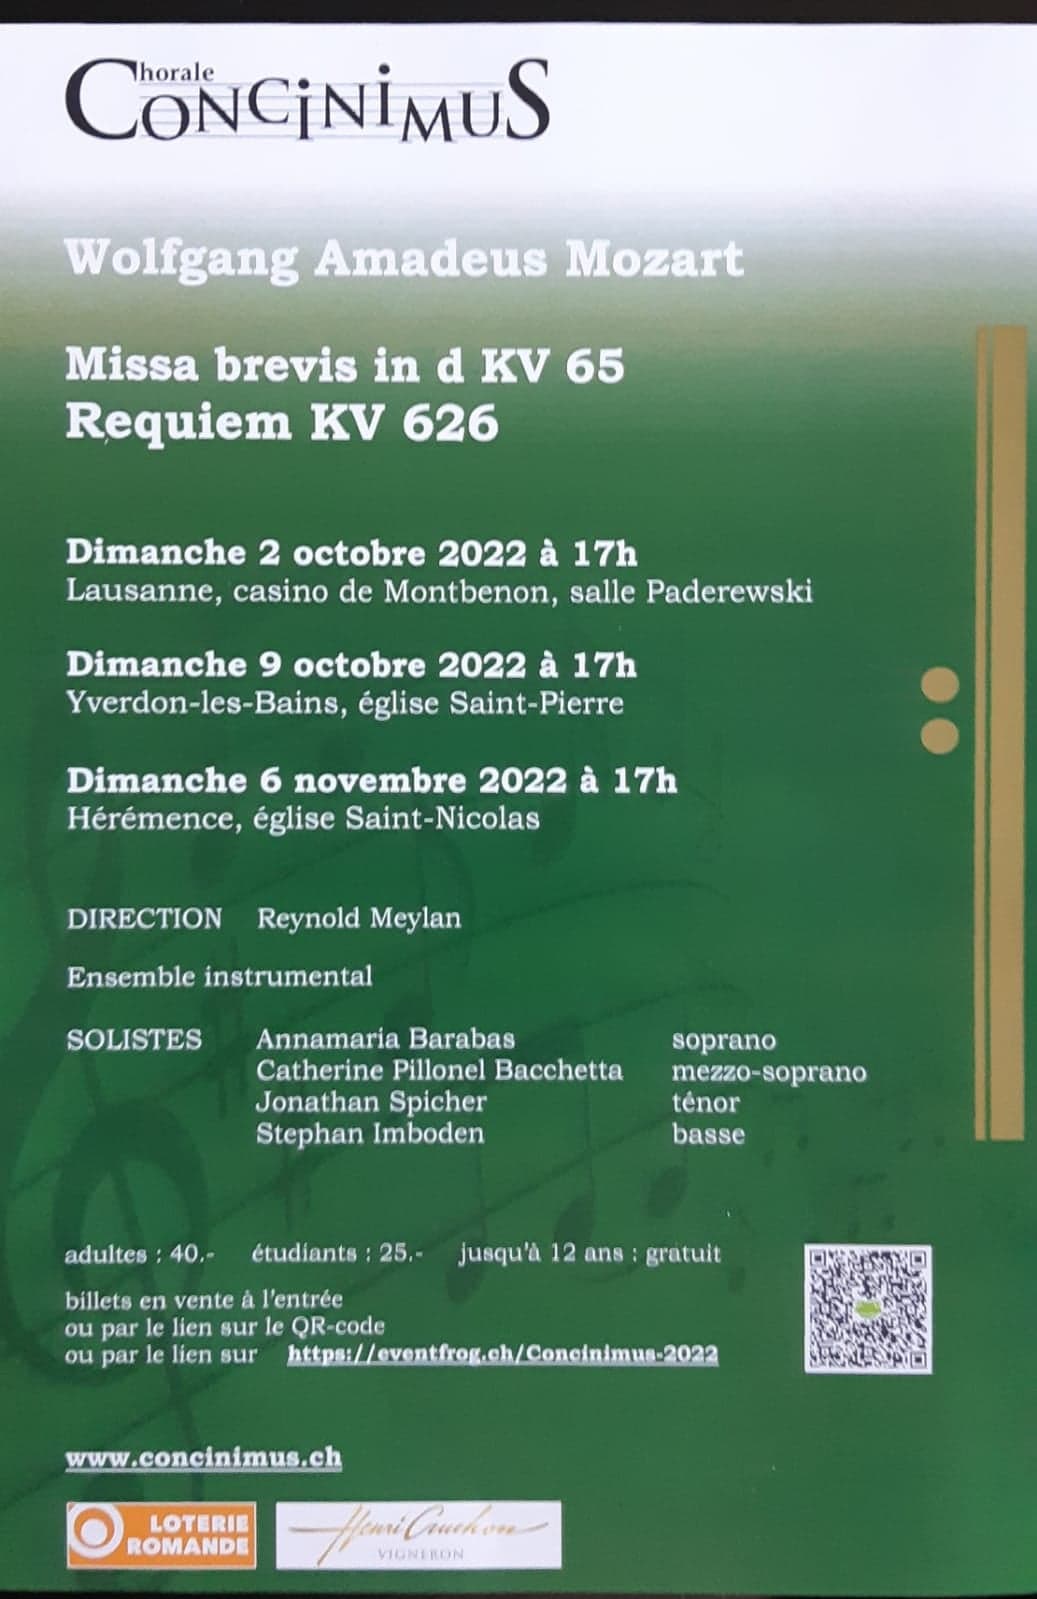 Chorale
CONCiNiMUS
Wolfgang Amadeus Mozart
Missa brevis in d KV 65
Requiem KV 626
Dimanche 2 octobre 2022 à 17h
Lausanne, casino de Montbenon, salle Paderewski
Dimanche 9 octobre 2022 à 17h
Yverdon-les-Bains, église Saint-Pierre
Dimanche 6 novembre 2022 à 17h
Hérémence, église Saint-Nicolas
DIRECTION Reynold Meylan
Ensemble instrumental
SOLISTES Annamaria Barabas soprano
Catherine Pillonel Bacchetta mezzo-soprano
Jonathan Spicher ténor
Stephan Imboden basse
adultes : 40.- étudiants : 25.- jusqu'à 12 ans : gratuit
billets en vente à l'entrée
ou par le lien sur le QR-code
ou par le lien sur https://eventfrog.ch/Concinimus-2022
www.concinimus.ch
LOTERIE
ROMANDE
Henri Cruchon
VIGNERON